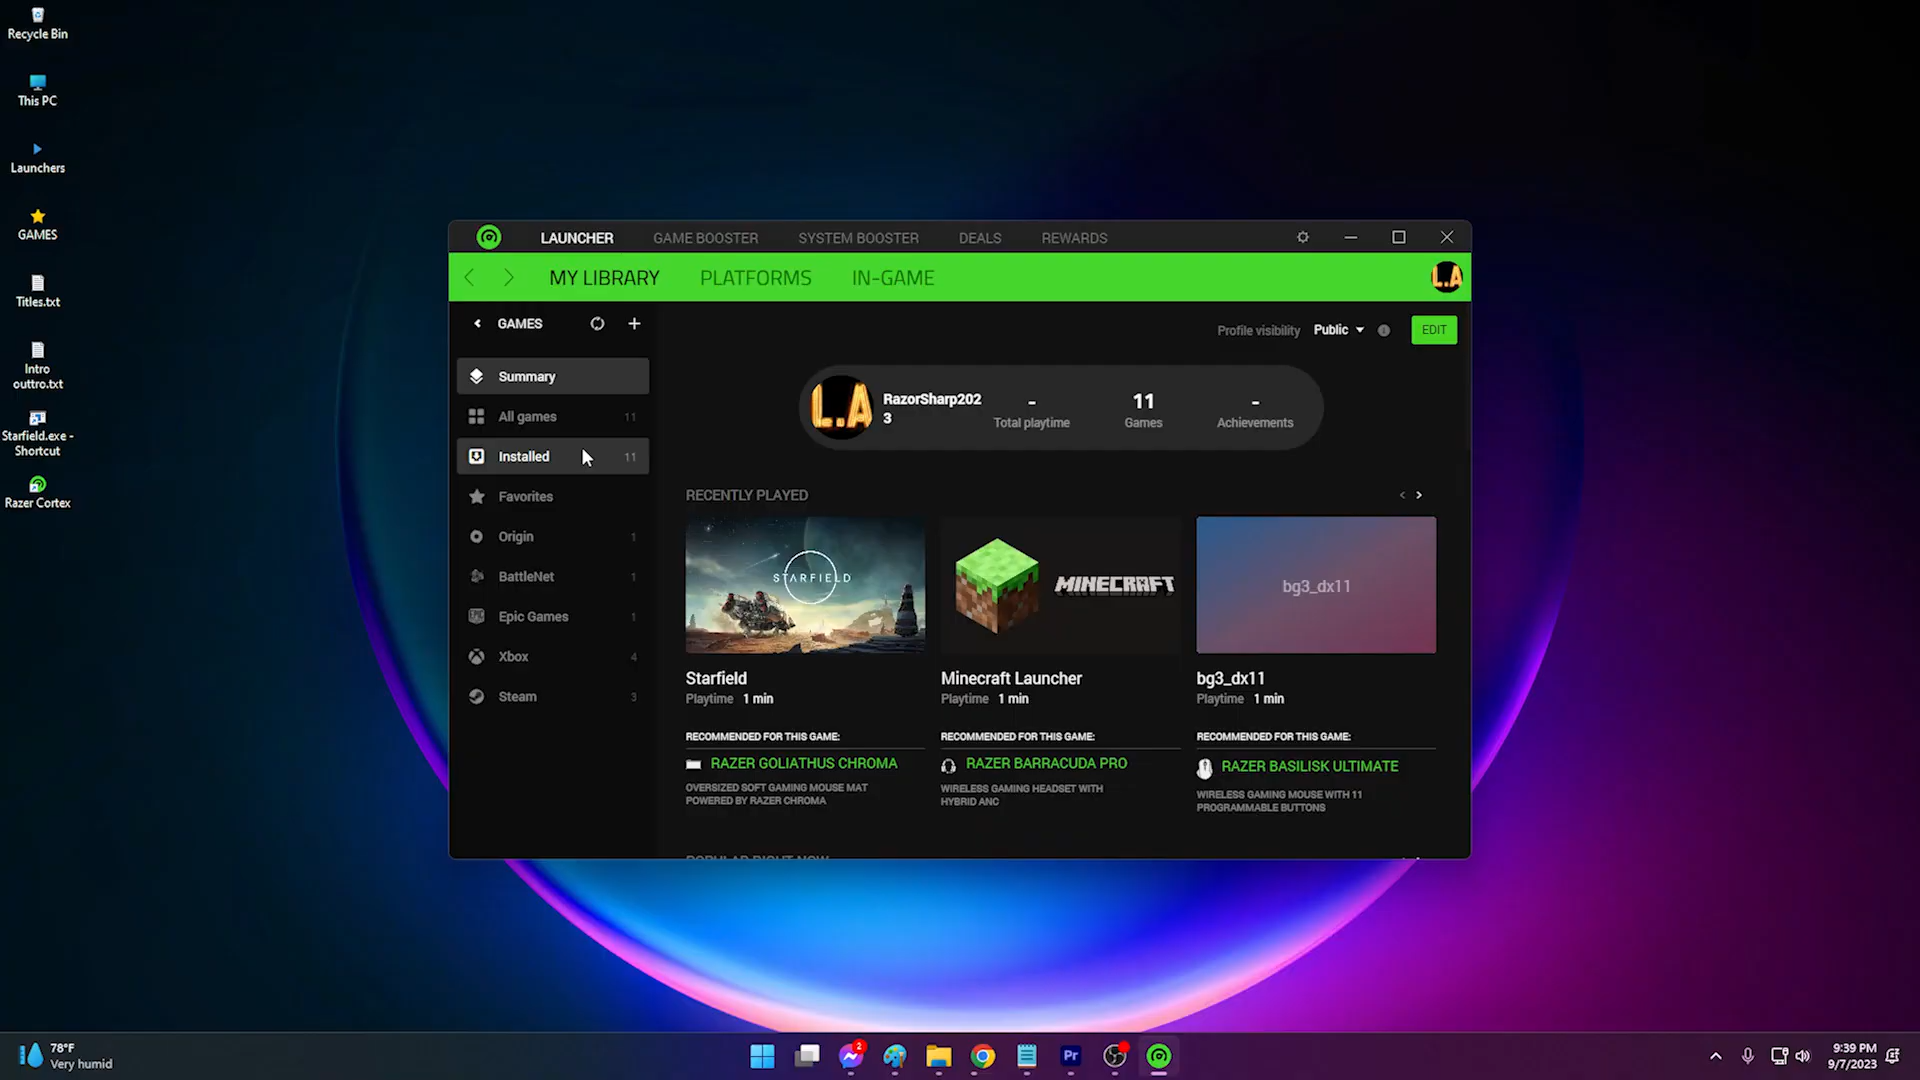 Recycle Bin
This PC
Launchers
GAMES
Titles.txt
Intro
outtro.txt
Starfield.exe -
Shortcut
Razer Cortex
LAUNCHER
GAME BOOSTER
SYSTEM BOOSTER
DEALS
REWARDS
MY LIBRARY
PLATFORMS
IN-GAME
L.A
GAMES
Profile visibility
Public
EDIT
Summary
All games 11
Installed 11
Favorites
Origin 1
BattleNet 1
Epic Games 1
Xbox 4
Steam 3
L.A
RazorSharp202
3
-
Total playtime
11
Games
-
Achievements
RECENTLY PLAYED
STARFIELD
MINECRAFT
bg3_dx11
Starfield
Playtime 1 min
Minecraft Launcher
Playtime 1 min
bg3_dx11
Playtime 1 min
RECOMMENDED FOR THIS GAME:
RAZER GOLIATHUS CHROMA
OVERSIZED SOFT GAMING MOUSE MAT
POWERED BY RAZER CHROMA
RECOMMENDED FOR THIS GAME:
RAZER BARRACUDA PRO
WIRELESS GAMING HEADSET WITH
HYBRID ANC
RECOMMENDED FOR THIS GAME:
RAZER BASILISK ULTIMATE
WIRELESS GAMING MOUSE WITH 11
PROGRAMMABLE BUTTONS
POPULAR RIGHT NOW
78°F
Very humid
2
Pr
9:39 PM
9/7/2023